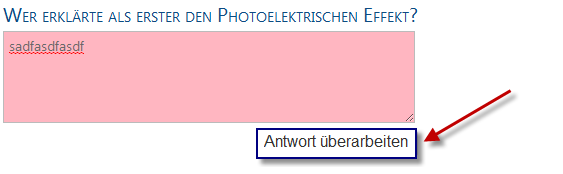 Wer erklärte als erster den Photoelektrischen Effekt?
sadfasdfasdf
Antwort überarbeiten